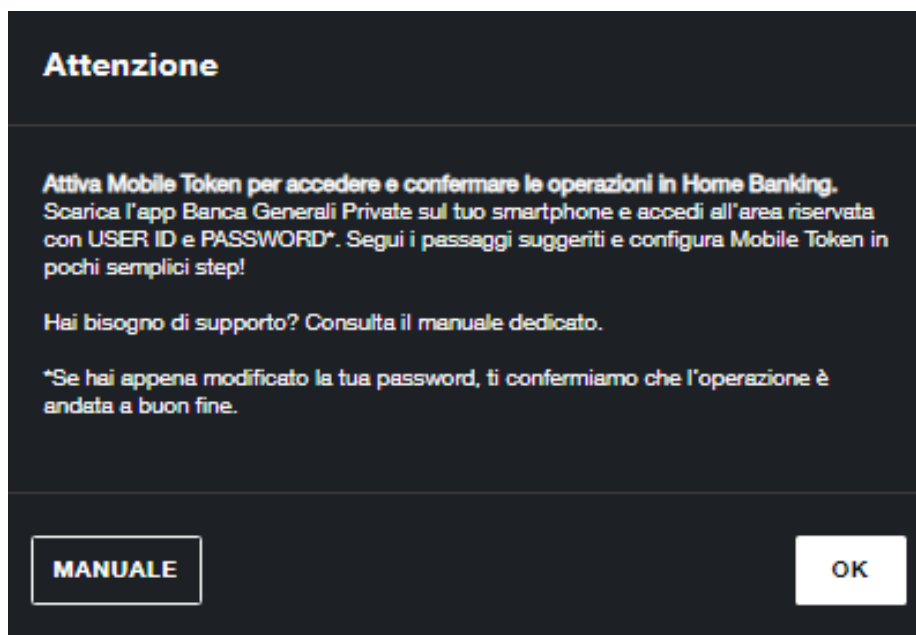 Attenzione
Attiva Mobile Token per accedere e confermare le operazioni in Home Banking.
Scarica l'app Banca Generali Private sul tuo smartphone e accedi all'area riservata
con USER ID e PASSWORD*. Segui i passaggi suggeriti e configura Mobile Token in
pochi semplici step!
Hai bisogno di supporto? Consulta il manuale dedicato.
*Se hai appena modificato la tua password, ti confermiamo che l'operazione è
andata a buon fine.
MANUALE
OK